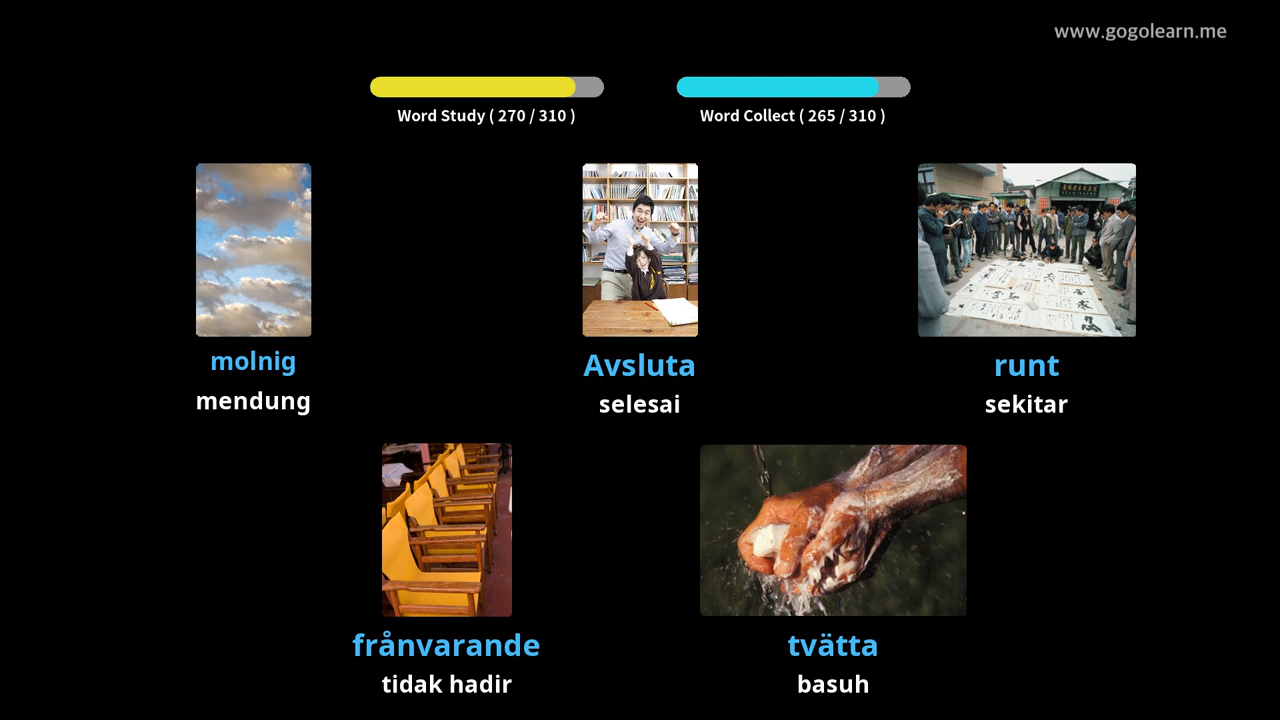 www.gogolearn.me
Word Study ( 270 / 310 )
Word Collect ( 265 / 310 )
molnig
mendung
Avsluta
selesai
runt
sekitar
frånvarande
tidak hadir
tvätta
basuh